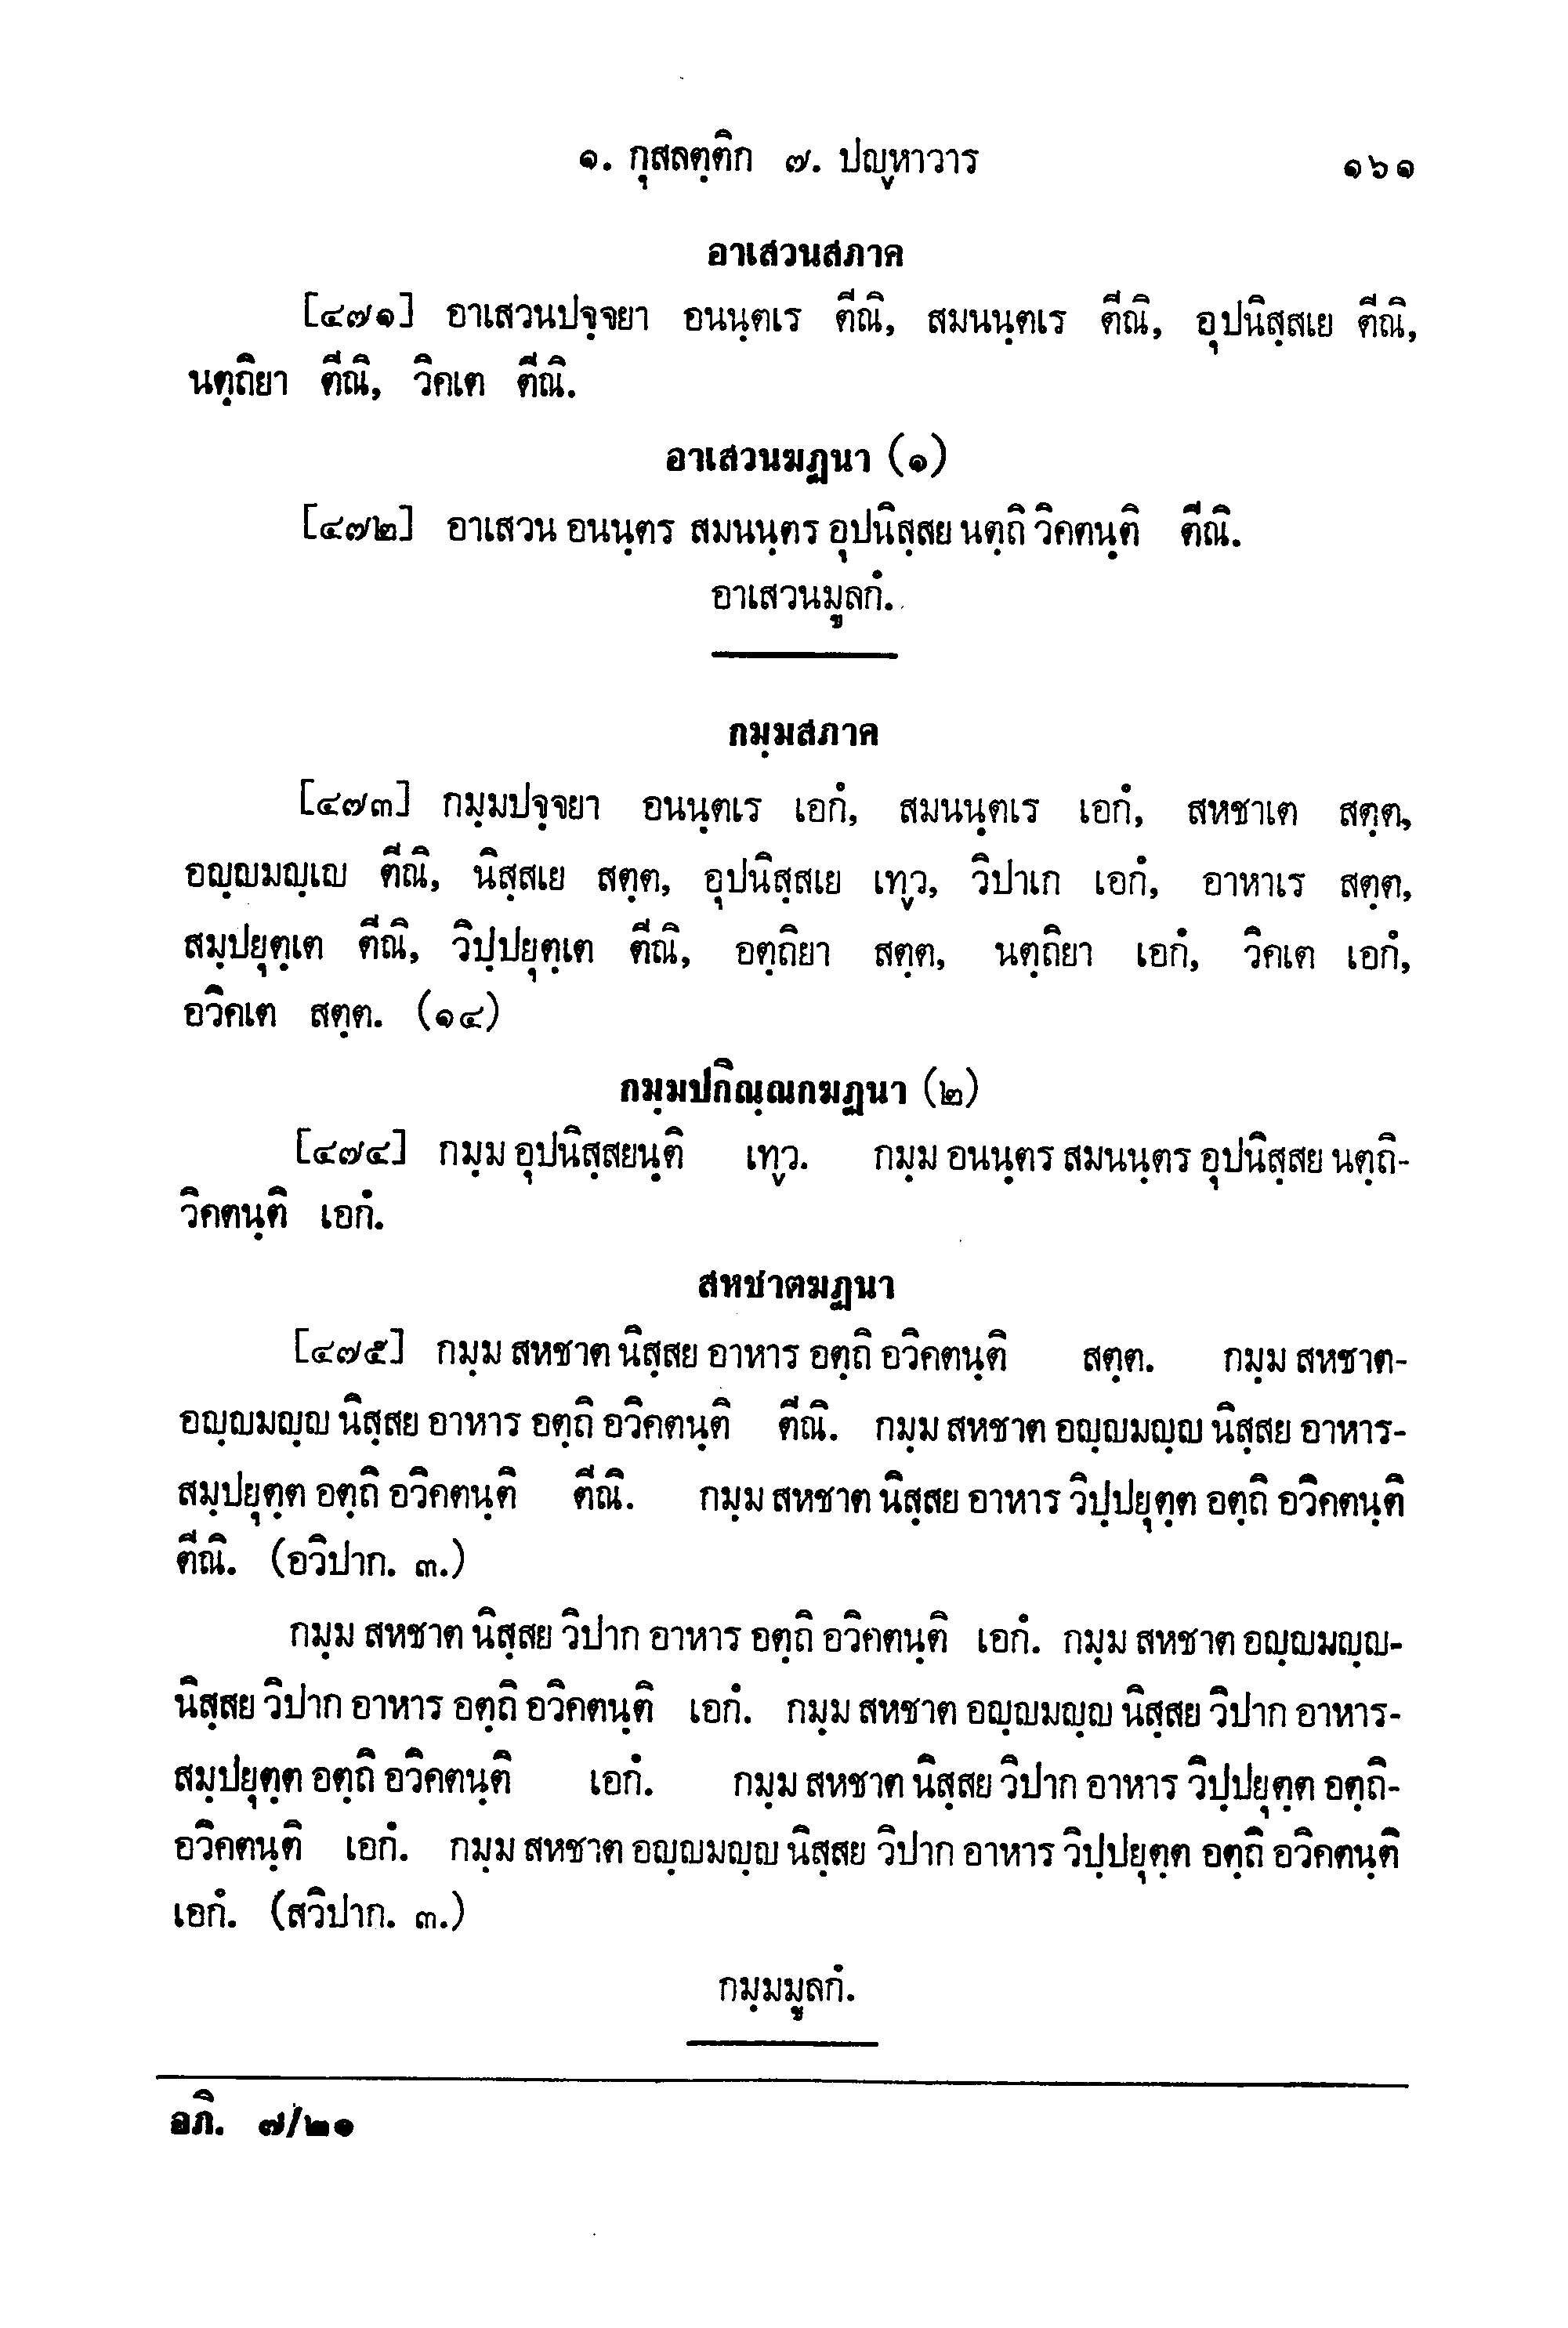 ๑. กุสลตฺติก ๗. ปญฺหาวาร ๑๖๑
อาเสวนสภาค
[๔๗๑] อาเสวนปจฺจยา อนนฺตเร ตีณิ, สมนนฺตเร ตีณิ, อุปนิสฺสเย ตีณิ,
นตฺถิยา ตีณิ, วิคเต ตีณิ.
อาเสวนฆฏนา (๑)
[๔๗๒] อาเสวน อนนฺตร สมนนฺตร อุปนิสฺสย นตฺถิ วิคตนฺติ ตีณิ.
อาเสวนมูลกํ.
กมฺมสภาค
[๔๗๓] กมฺมปจฺจยา อนนฺตเร เอกํ, สมนนฺตเร เอกํ, สหชาเต สตฺต,
อญฺญมญฺเญ ตีณิ, นิสฺสเย สตฺต, อุปนิสฺสเย เทฺว, วิปาเก เอกํ, อาหาเร สตฺต,
สมฺปยุตฺเต ตีณิ, วิปฺปยุตฺเต ตีณิ, อตฺถิยา สตฺต, นตฺถิยา เอกํ, วิคเต เอกํ,
อวิคเต สตฺต. (๑๔)
กมฺมปกิณฺณกฆฏนา (๒)
[๔๗๔] กมฺม อุปนิสฺสยนฺติ เทฺว. กมฺม อนนฺตร สมนนฺตร อุปนิสฺสย นตฺถิ-
วิคตนฺติ เอกํ.
สหชาตฆฏนา
[๔๗๕] กมฺม สหชาต นิสฺสย อาหาร อตฺถิ อวิคตนฺติ สตฺต. กมฺม สหชาต-
อญฺญมญฺญ นิสฺสย อาหาร อตฺถิ อวิคตนฺติ ตีณิ. กมฺม สหชาต อญฺญมญฺญ นิสฺสย อาหาร-
สมฺปยุตฺต อตฺถิ อวิคตนฺติ ตีณิ. กมฺม สหชาต นิสฺสย อาหาร วิปฺปยุตฺต อตฺถิ อวิคตนฺติ
ตีณิ. (อวิปาก. ๓.)
กมฺม สหชาต นิสฺสย วิปาก อาหาร อตฺถิ อวิคตนฺติ เอกํ. กมฺม สหชาต อญฺญมญฺญ-
นิสฺสย วิปาก อาหาร อตฺถิ อวิคตนฺติ เอกํ. กมฺม สหชาต อญฺญมญฺญ นิสฺสย วิปาก อาหาร-
สมฺปยุตฺต อตฺถิ อวิคตนฺติ เอกํ. กมฺม สหชาต นิสฺสย วิปาก อาหาร วิปฺปยุตฺต อตฺถิ-
อวิคตนฺติ เอกํ. กมฺม สหชาต อญฺญมญฺญ นิสฺสย วิปาก อาหาร วิปฺปยุตฺต อตฺถิ อวิคตนฺติ
เอกํ. (สวิปาก. ๓.)
กมฺมมูลกํ.
อภิ. ๗/๒๑